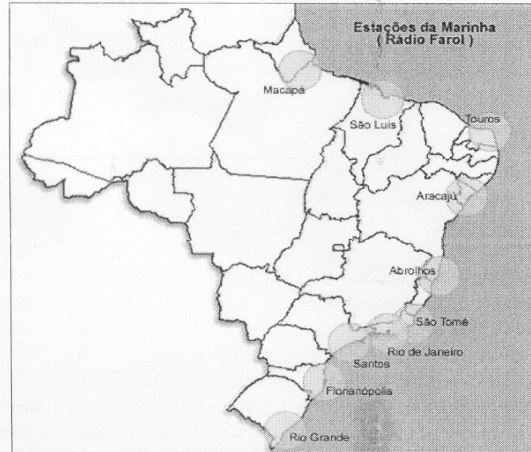 Estações da Marinha
( Rádio Farol )
Macapá
São Luis
Touros
Aracajú
Abrolhos
São Tomé
Rio de Janeiro
Santos
Florianópolis
Rio Grande